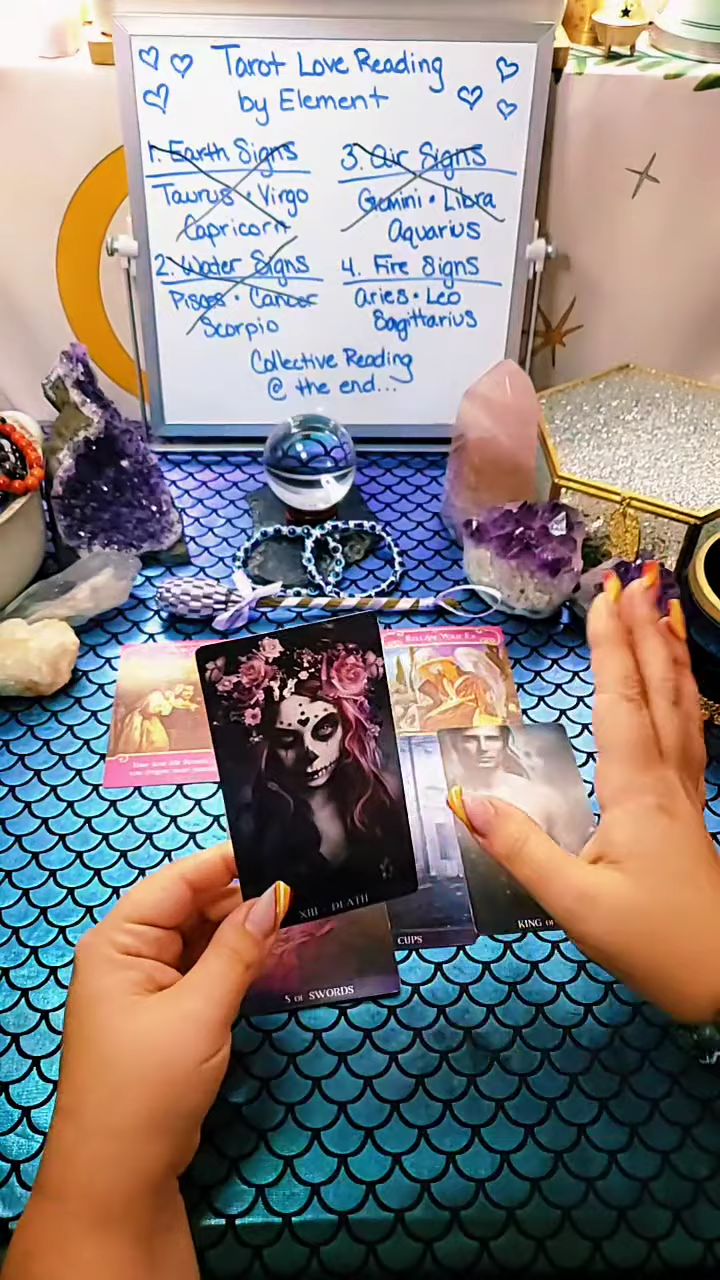 Tarot Love Reading
by Element
1. Earth Signs
Taurus • Virgo
Capricorn
2. Water Signs
Pisces • Cancer
Scorpio
3. Air Signs
Gemini • Libra
Aquarius
4. Fire Signs
Aries • Leo
Sagittarius
Collective Reading
@ the end...
XIII - DEATH
CUPS
KING
5 OF SWORDS